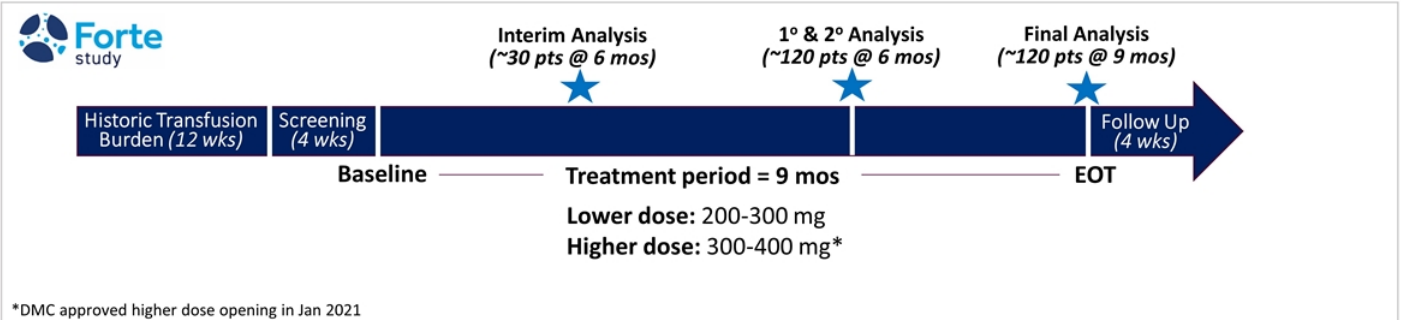 Forte
study
Interim Analysis
(~30 pts @ 6 mos)
1º & 2º Analysis
(~120 pts @ 6 mos)
Final Analysis
(~120 pts @ 9 mos)
Historic Transfusion
Burden (12 wks)
Screening
(4 wks)
Follow Up
(4 wks)
Baseline
Treatment period = 9 mos
EOT
Lower dose: 200-300 mg
Higher dose: 300-400 mg*
*DMC approved higher dose opening in Jan 2021